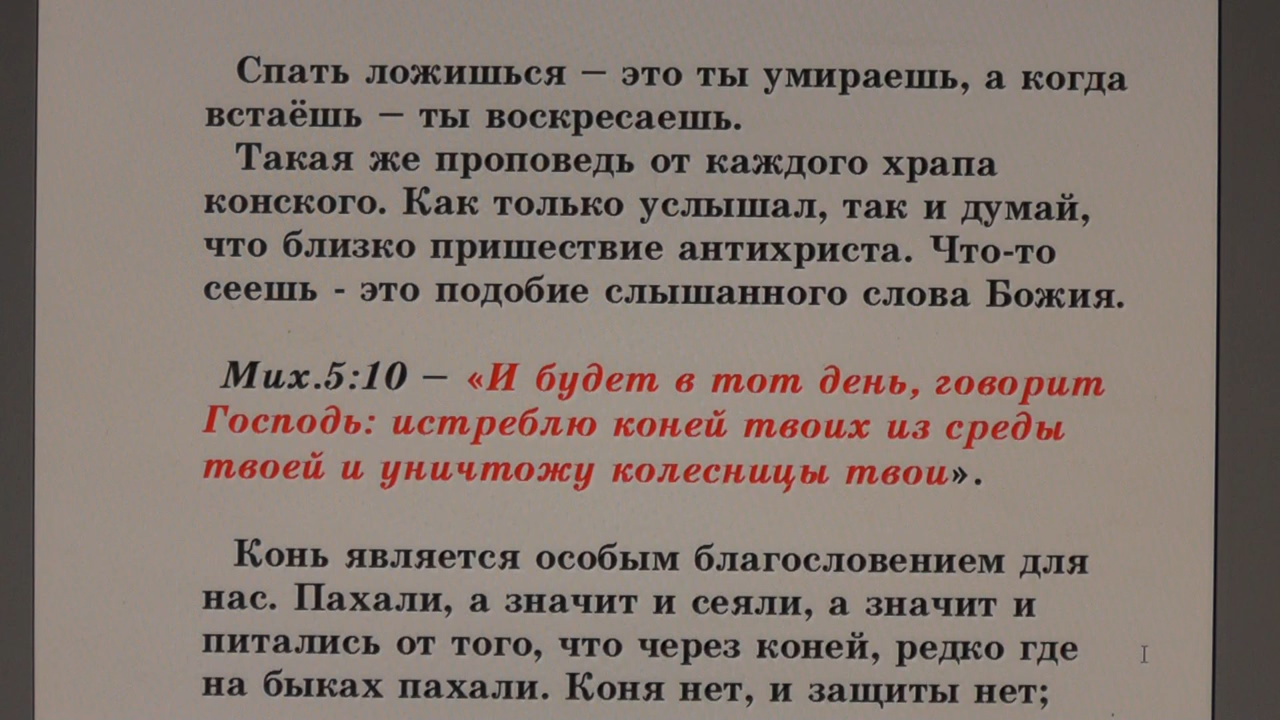 Спать ложишься – это ты умираешь, а когда
встаёшь – ты воскресаешь.
Такая же проповедь от каждого храпа
конского. Как только услышал, так и думай,
что близко пришествие антихриста. Что-то
сеешь - это подобие слышанного слова Божия.
Мих.5:10 – «И будет в тот день, говорит
Господь: истреблю коней твоих из среды
твоей и уничтожу колесницы твои».
Конь является особым благословением для
нас. Пахали, а значит и сеяли, а значит и
питались от того, что через коней, редко где
на быках пахали. Коня нет, и защиты нет;